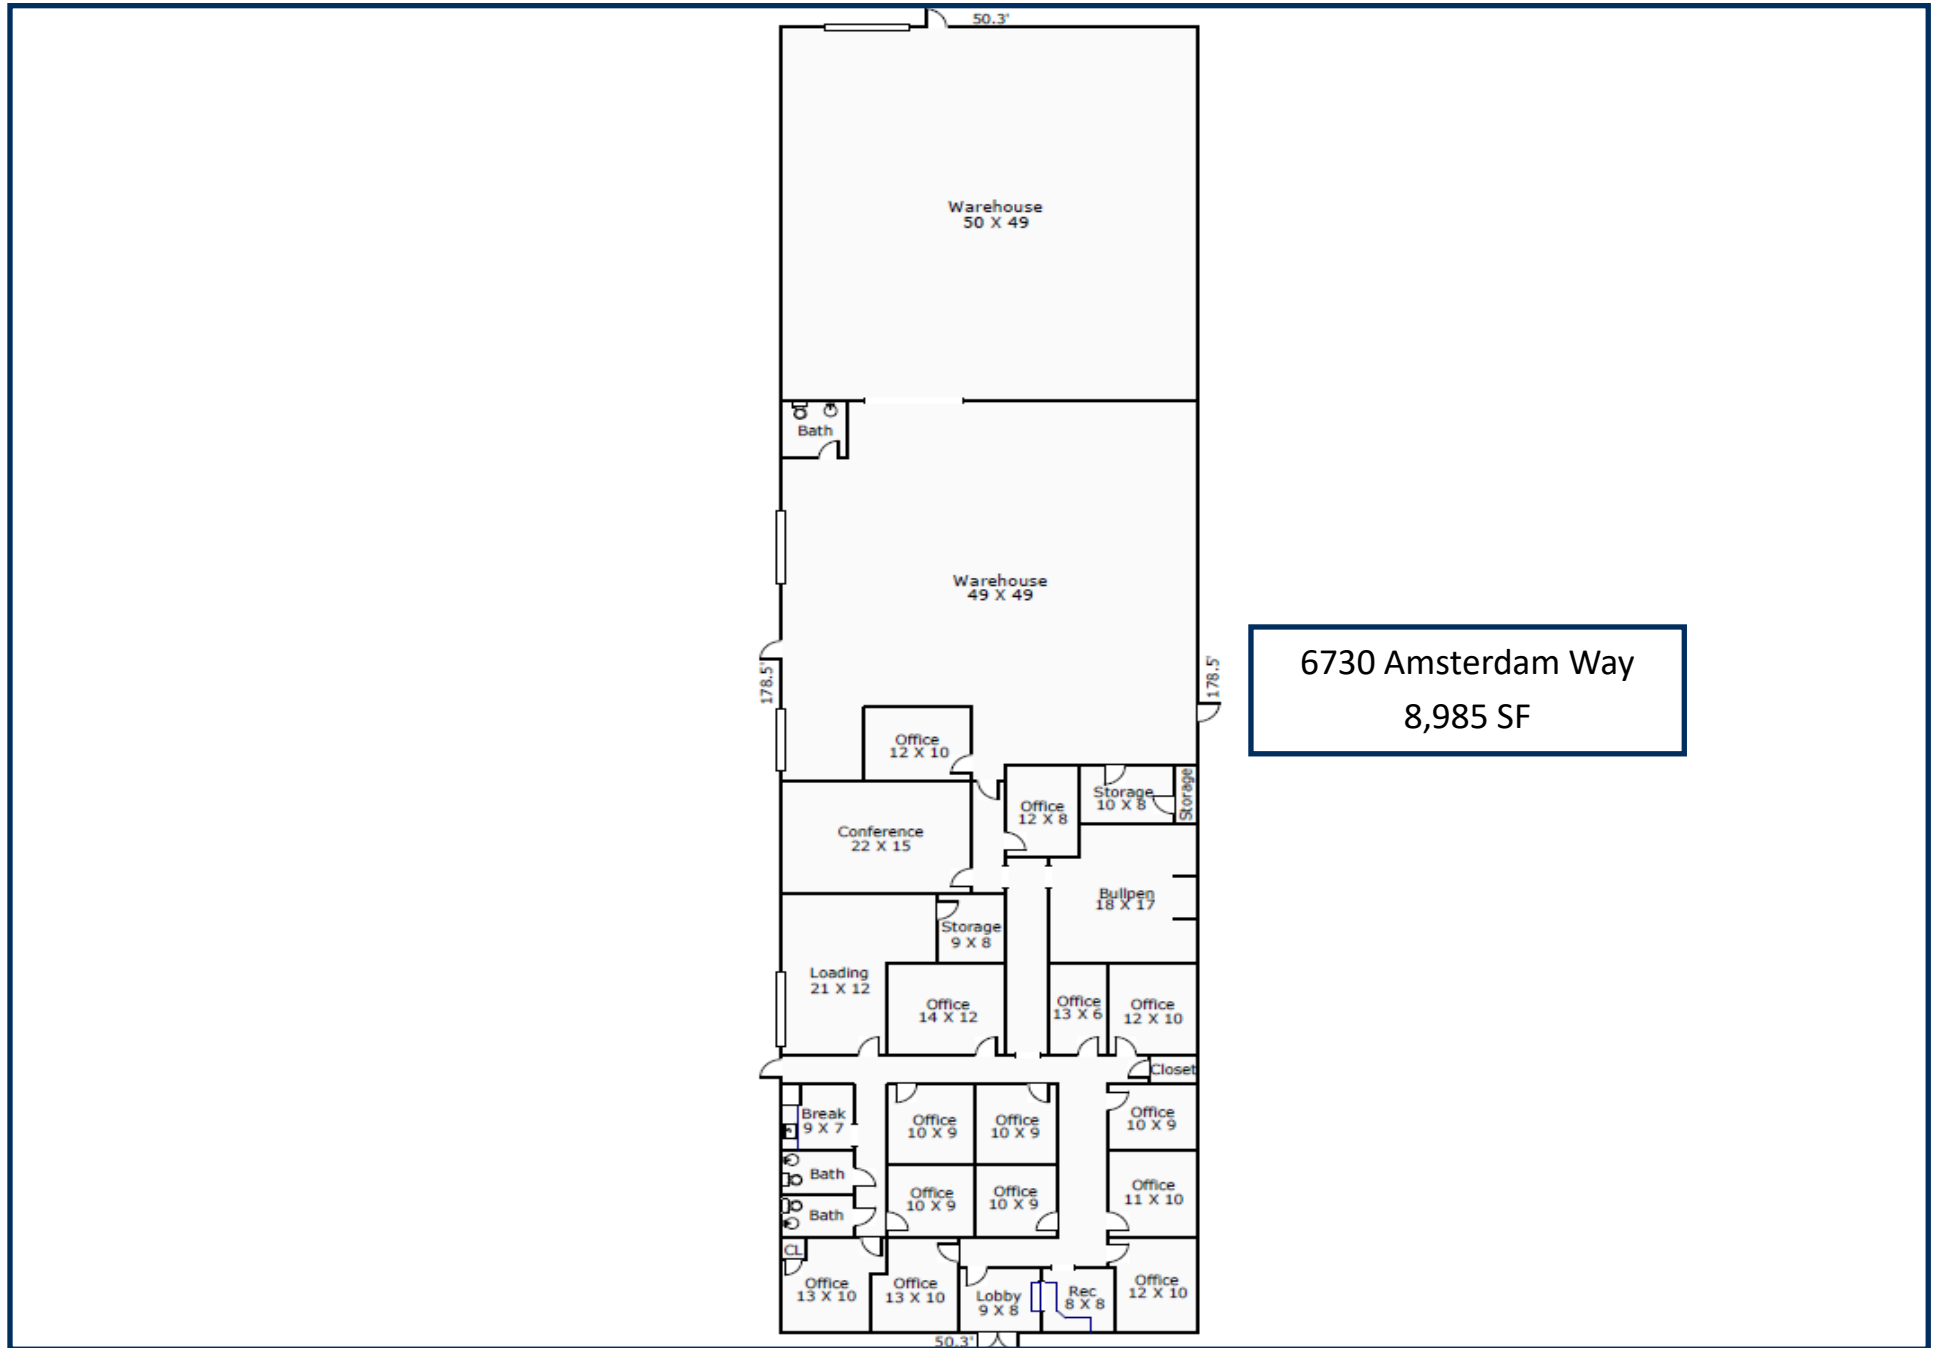 50.3'
Warehouse
50 X 49
Bath
Warehouse
49 X 49
178.5'
178.5'
6730 Amsterdam Way
8,985 SF
Office
12 X 10
Storage
10 X 8
Storage
Office
12 X 8
Conference
22 X 15
Bullpen
18 X 17
Storage
9 X 8
Loading
21 X 12
Office
14 X 12
Office
13 X 6
Office
12 X 10
Closet
Break
9 X 7
Office
10 X 9
Office
10 X 9
Office
10 X 9
Bath
Office
10 X 9
Office
10 X 9
Office
11 X 10
Bath
CL
Office
13 X 10
Office
13 X 10
Lobby
9 X 8
Rec
8 X 8
Office
12 X 10
50.3'